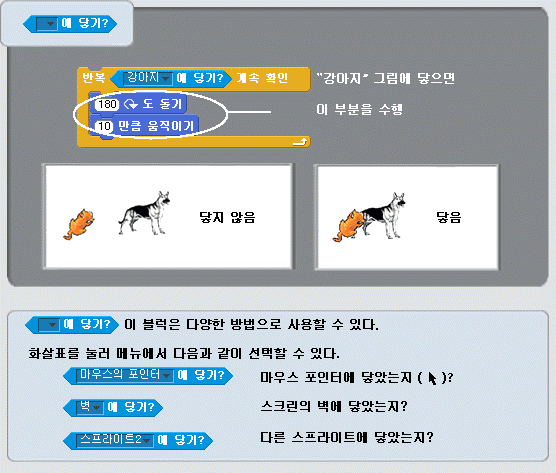 에 닿기?
반복 강아지 에 닿기? 계속 확인 "강아지" 그림에 닿으면
180 도 돌기
이 부분을 수행
10 만큼 움직이기
닿지 않음 닿음
에 닿기? 이 블럭은 다양한 방법으로 사용할 수 있다.
화살표를 눌러 메뉴에서 다음과 같이 선택할 수 있다.
마우스의 포인터 에 닿기? 마우스 포인터에 닿았는지 ( )?
벽 에 닿기? 스크린의 벽에 닿았는지?
스프라이트2 에 닿기? 다른 스프라이트에 닿았는지?